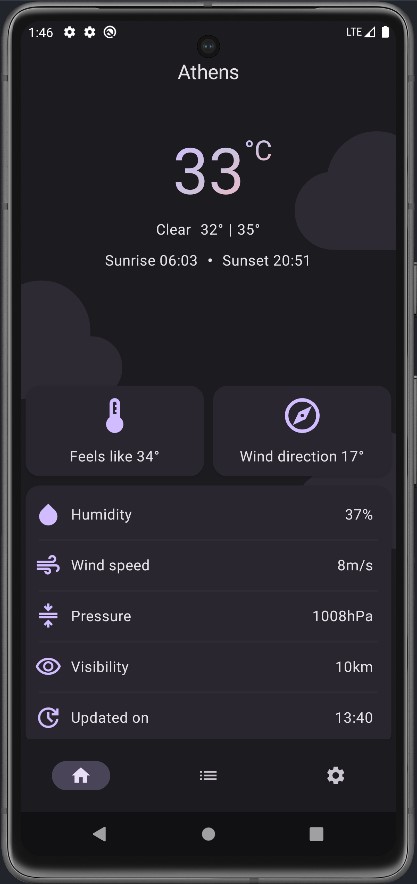 1:46 LTE
Athens
33°C
Clear 32° | 35°
Sunrise 06:03 • Sunset 20:51
Feels like 34° Wind direction 17°
Humidity 37%
Wind speed 8m/s
Pressure 1008hPa
Visibility 10km
Updated on 13:40